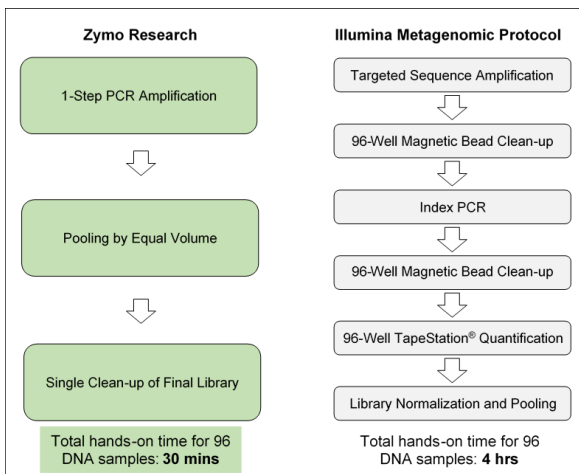 Zymo Research
1-Step PCR Amplification
Pooling by Equal Volume
Single Clean-up of Final Library
Total hands-on time for 96
DNA samples: 30 mins
Illumina Metagenomic Protocol
Targeted Sequence Amplification
96-Well Magnetic Bead Clean-up
Index PCR
96-Well Magnetic Bead Clean-up
96-Well TapeStation® Quantification
Library Normalization and Pooling
Total hands-on time for 96
DNA samples: 4 hrs